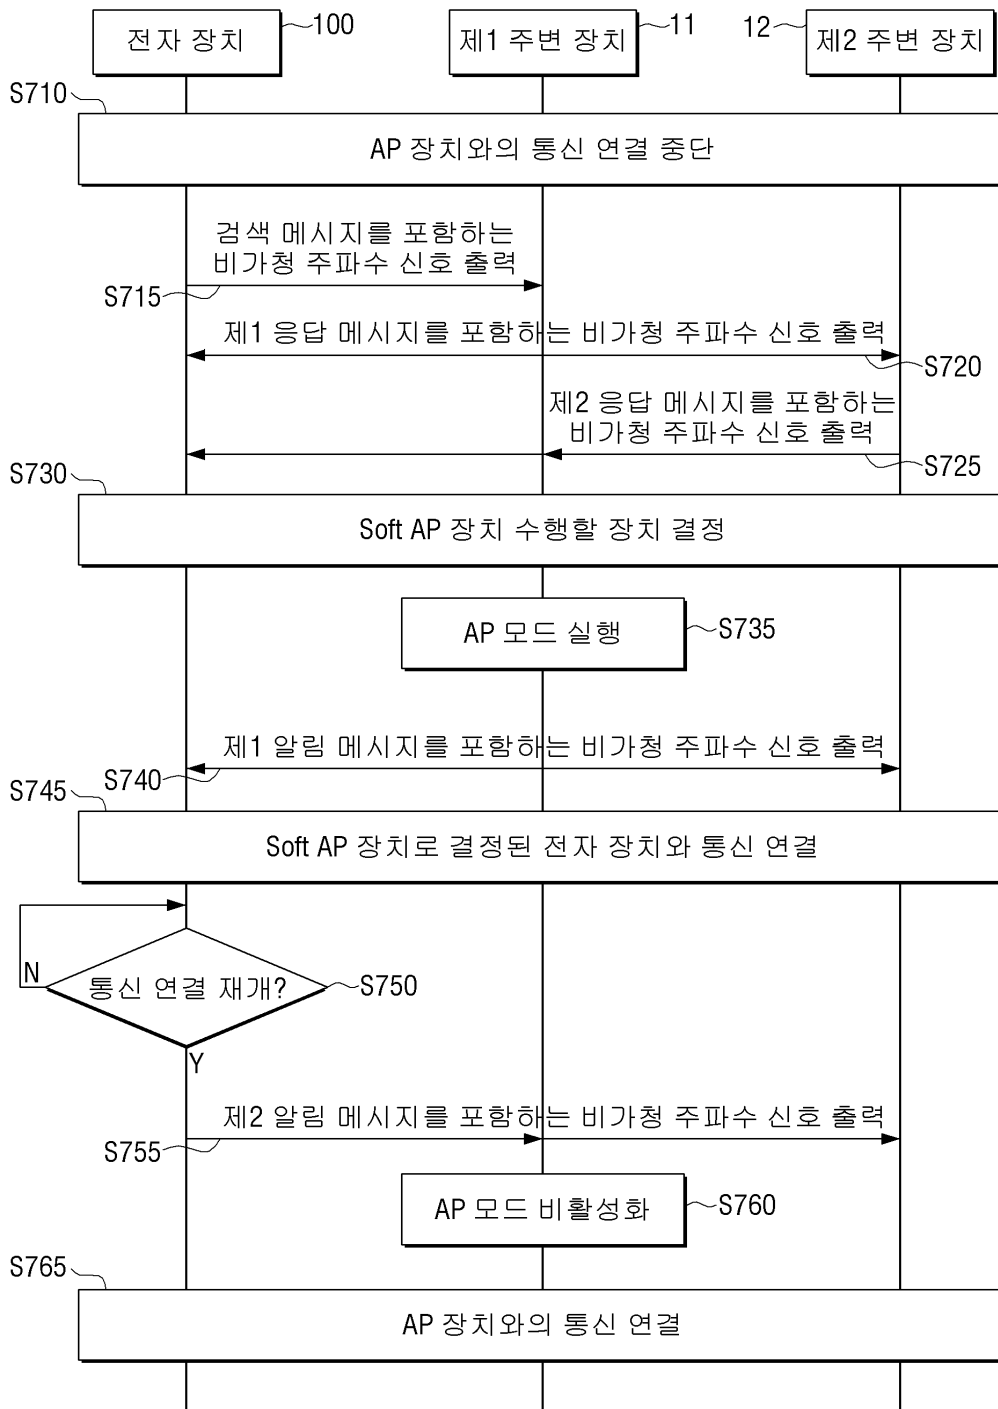 전자 장치
100
제1 주변 장치
11
12
제2 주변 장치
S710
AP 장치와의 통신 연결 중단
검색 메시지를 포함하는
비가청 주파수 신호 출력
S715
제1 응답 메시지를 포함하는 비가청 주파수 신호 출력
S720
제2 응답 메시지를 포함하는
비가청 주파수 신호 출력
S725
S730
Soft AP 장치 수행할 장치 결정
AP 모드 실행
S735
제1 알림 메시지를 포함하는 비가청 주파수 신호 출력
S740
S745
Soft AP 장치로 결정된 전자 장치와 통신 연결
N
통신 연결 재개?
S750
Y
제2 알림 메시지를 포함하는 비가청 주파수 신호 출력
S755
AP 모드 비활성화
S760
S765
AP 장치와의 통신 연결